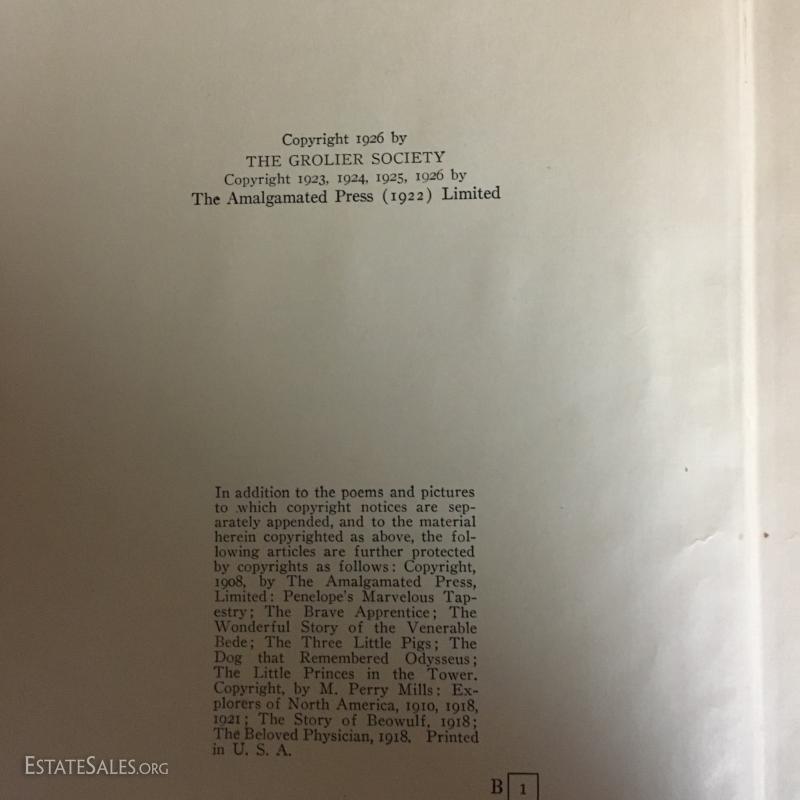 Copyright 1926 by
THE GROLIER SOCIETY
Copyright 1923, 1924, 1925, 1926 by
The Amalgamated Press (1922) Limited
In addition to the poems and pictures
to which copyright notices are sep-
arately appended, and to the material
herein copyrighted as above, the fol-
lowing articles are further protected
by copyrights as follows: Copyright,
1908, by The Amalgamated Press,
Limited: Penelope's Marvelous Tap-
estry; The Brave Apprentice; The
Wonderful Story of the Venerable
Bede; The Three Little Pigs; The
Dog that Remembered Odysseus;
The Little Princes in the Tower.
Copyright, by M. Perry Mills: Ex-
plorers of North America, 1910, 1918,
1921; The Story of Beowulf, 1918;
The Beloved Physician, 1918. Printed
in U. S. A.
B 1
ESTATESALES.ORG